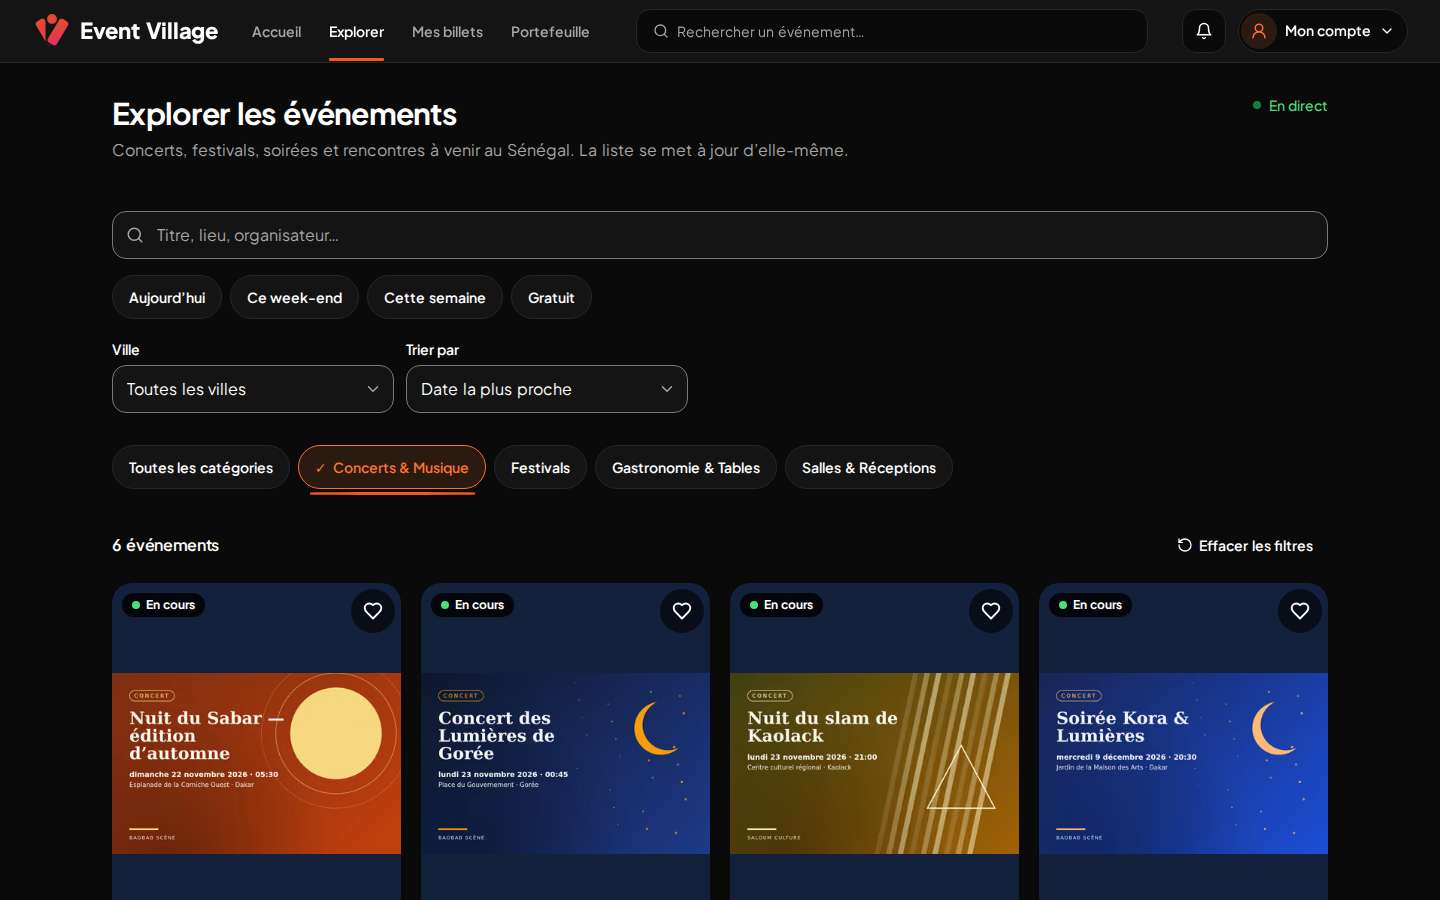 Event Village
Accueil
Explorer
Mes billets
Portefeuille
Rechercher un événement...
Mon compte
Explorer les événements
En direct
Concerts, festivals, soirées et rencontres à venir au Sénégal. La liste se met à jour d'elle-même.
Titre, lieu, organisateur...
Aujourd'hui
Ce week-end
Cette semaine
Gratuit
Ville
Trier par
Toutes les villes
Date la plus proche
Toutes les catégories
✓ Concerts & Musique
Festivals
Gastronomie & Tables
Salles & Réceptions
6 événements
Effacer les filtres
En cours
CONCERT
Nuit du Sabar —
édition
d'automne
dimanche 22 novembre 2026 · 05:30
Esplanade de la Corniche Ouest · Dakar
BAOBAB SCÈNE
En cours
CONCERT
Concert des
Lumières de
Gorée
lundi 23 novembre 2026 · 00:45
Place du Gouvernement · Gorée
BAOBAB SCÈNE
En cours
CONCERT
Nuit du slam de
Kaolack
lundi 23 novembre 2026 · 21:00
Centre culturel régional · Kaolack
SALOUM CULTURE
En cours
CONCERT
Soirée Kora &
Lumières
mercredi 9 décembre 2026 · 20:30
Jardin de la Maison des Arts · Dakar
BAOBAB SCÈNE